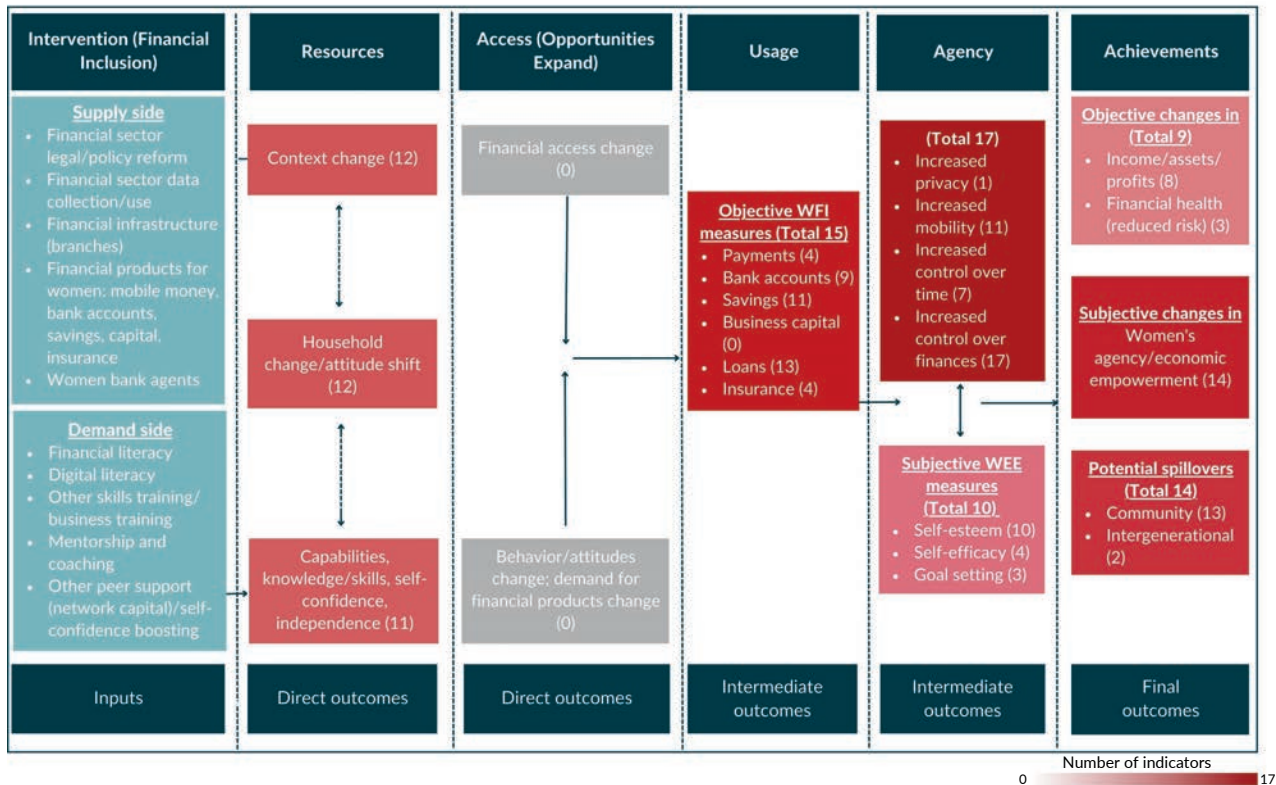 Intervention (Financial
Inclusion)
Supply side
• Financial sector
legal/policy reform
• Financial sector data
collection/use
• Financial infrastructure
(branches)
• Financial products for
women: mobile money,
bank accounts,
savings, capital,
insurance
• Women bank agents
Demand side
• Financial literacy
• Digital literacy
• Other skills training/
business training
• Mentorship and
coaching
• Other peer support
(network capital)/self-
confidence boosting
Inputs
Resources
Context change (12)
Household
change/attitude shift
(12)
Capabilities,
knowledge/skills, self-
confidence,
independence (11)
Direct outcomes
Access (Opportunities
Expand)
Financial access change
(0)
Behavior/attitudes
change; demand for
financial products change
(0)
Direct outcomes
Usage
Objective WFI
measures (Total 15)
• Payments (4)
• Bank accounts (9)
• Savings (11)
• Business capital
(0)
• Loans (13)
• Insurance (4)
Intermediate
outcomes
Agency
(Total 17)
• Increased
privacy (1)
• Increased
mobility (11)
• Increased
control over
time (7)
• Increased
control over
finances (17)
Subjective WEE
measures
(Total 10)
• Self-esteem (10)
• Self-efficacy (4)
• Goal setting (3)
Intermediate
outcomes
Achievements
Objective changes in
(Total 9)
• Income/assets/
profits (8)
• Financial health
(reduced risk) (3)
Subjective changes in
Women's
agency/economic
empowerment (14)
Potential spillovers
(Total 14)
• Community (13)
• Intergenerational
(2)
Final
outcomes
Number of indicators
0
17